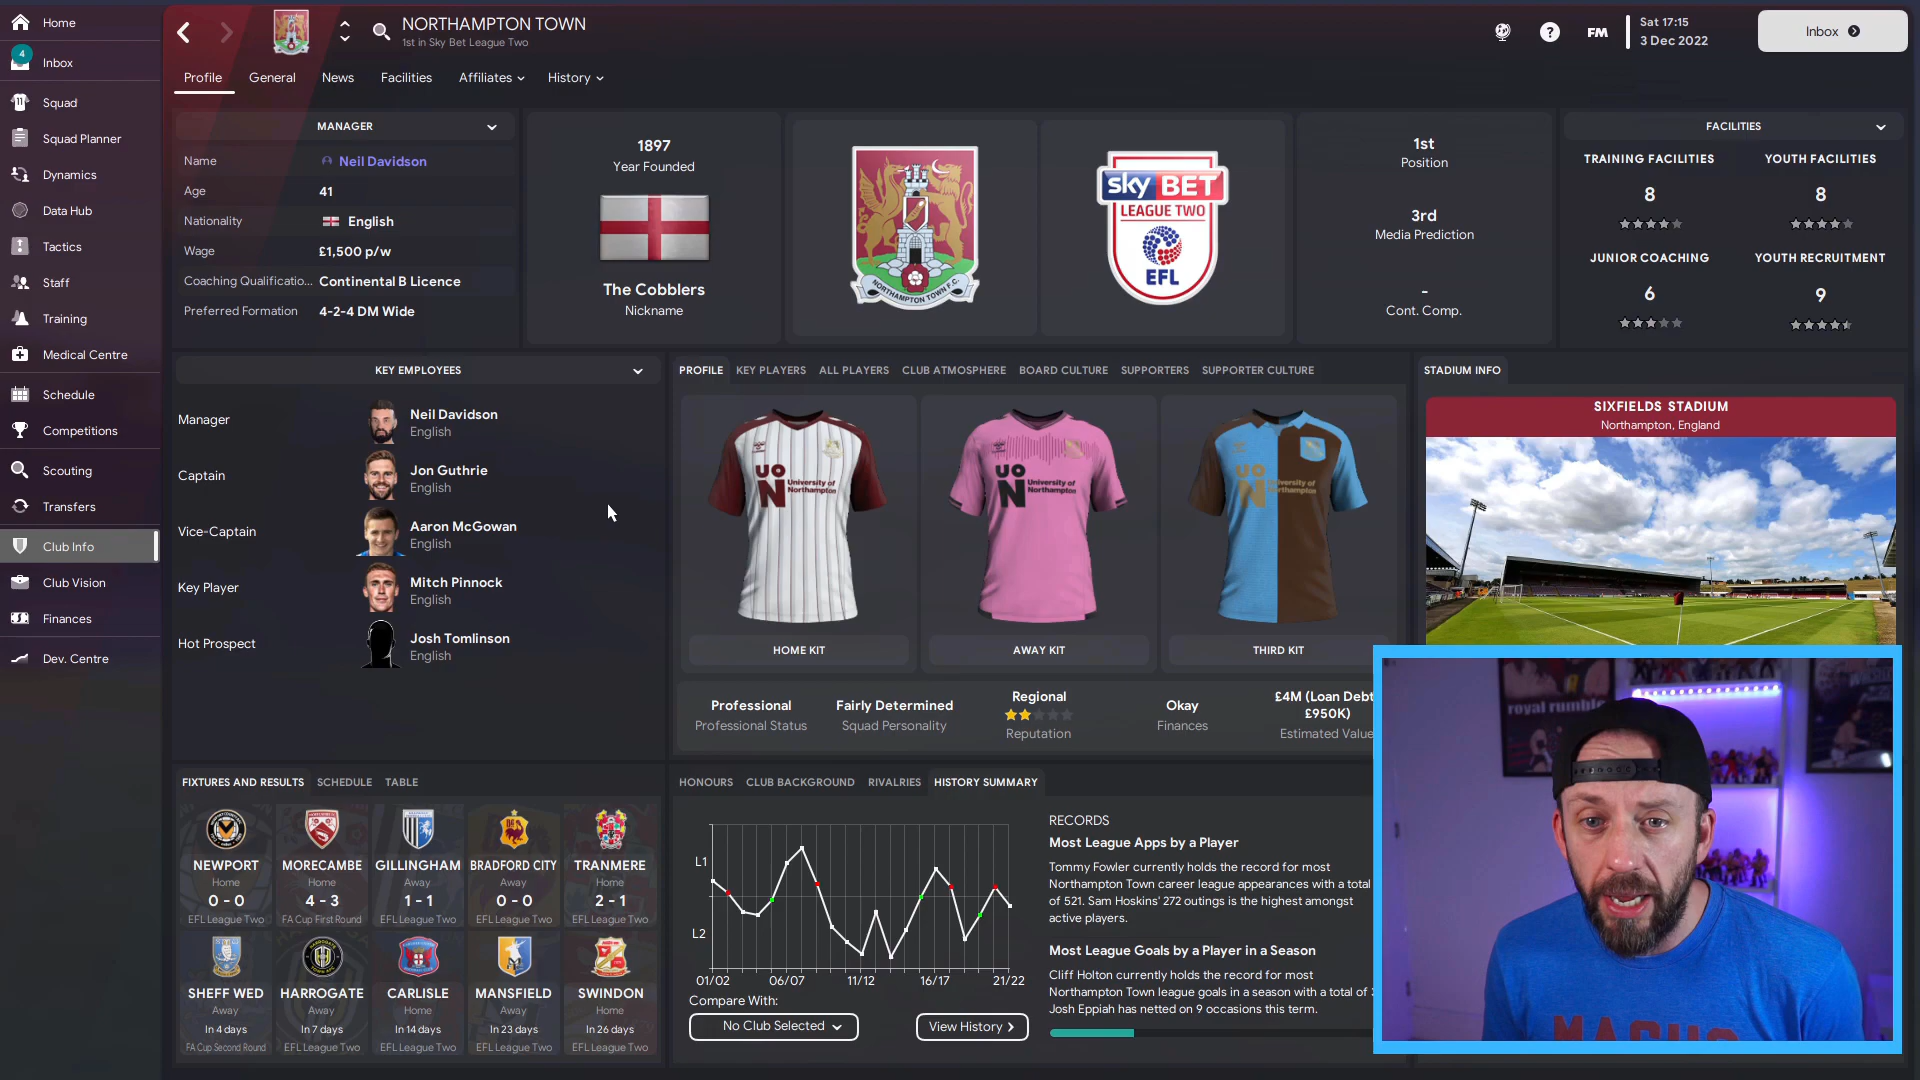 Home
4
Inbox
Squad
Squad Planner
Dynamics
Data Hub
Tactics
Staff
Training
Medical Centre
Schedule
Competitions
Scouting
Transfers
Club Info
Club Vision
Finances
Dev. Centre
NORTHAMPTON TOWN
1st in Sky Bet League Two
? FM
Sat 17:15
3 Dec 2022
Inbox
Profile General News Facilities Affiliates History
MANAGER
Name Neil Davidson
Age 41
Nationality English
Wage £1,500 p/w
Coaching Qualificatio... Continental B Licence
Preferred Formation 4-2-4 DM Wide
1897
Year Founded
The Cobblers
Nickname
NORTHAMPTON TOWN F.C.
sky BET
LEAGUE TWO
EFL
1st
Position
3rd
Media Prediction
-
Cont. Comp.
FACILITIES
TRAINING FACILITIES YOUTH FACILITIES
8 8
JUNIOR COACHING YOUTH RECRUITMENT
6 9
KEY EMPLOYEES
Manager Neil Davidson
English
Captain Jon Guthrie
English
Vice-Captain Aaron McGowan
English
Key Player Mitch Pinnock
English
Hot Prospect Josh Tomlinson
English
PROFILE KEY PLAYERS ALL PLAYERS CLUB ATMOSPHERE BOARD CULTURE SUPPORTERS SUPPORTER CULTURE
UO
N University of
Northampton
UO
N University of
Northampton
UO
N University of
Northampton
HOME KIT AWAY KIT THIRD KIT
Professional
Professional Status
Fairly Determined
Squad Personality
Regional
Reputation
Okay
Finances
£4M (Loan Debt
£950K)
Estimated Value
STADIUM INFO
SIXFIELDS STADIUM
Northampton, England
FIXTURES AND RESULTS SCHEDULE TABLE
NEWPORT MORECAMBE GILLINGHAM BRADFORD CITY TRANMERE
Home Home Away Away Home
0 - 0 4 - 3 1 - 1 0 - 0 2 - 1
EFL League Two FA Cup First Round EFL League Two EFL League Two EFL League Two
SHEFF WED HARROGATE CARLISLE MANSFIELD SWINDON
Away Away Home Away Home
In 4 days In 7 days In 14 days In 23 days In 26 days
FA Cup Second Round EFL League Two EFL League Two EFL League Two EFL League Two
HONOURS CLUB BACKGROUND RIVALRIES HISTORY SUMMARY
L1
L2
01/02 06/07 11/12 16/17 21/22
Compare With:
No Club Selected
View History
RECORDS
Most League Apps by a Player
Tommy Fowler currently holds the record for most
Northampton Town career league appearances with a total
of 521. Sam Hoskins' 272 outings is the highest amongst
active players.
Most League Goals by a Player in a Season
Cliff Holton currently holds the record for most
Northampton Town league goals in a season with a total of
Josh Eppiah has netted on 9 occasions this term.
royal rumble